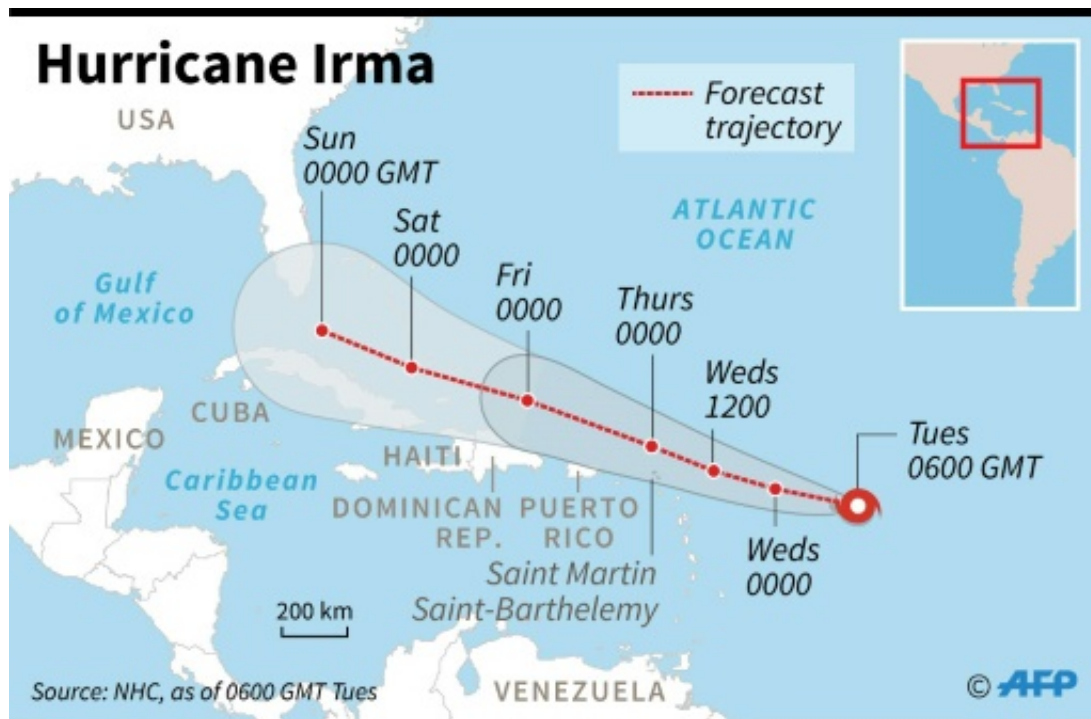 Hurricane Irma
USA
Forecast
trajectory
Sun
0000 GMT
Sat
0000
ATLANTIC
OCEAN
Gulf
of Mexico
Fri
0000
Thurs
0000
Weds
1200
CUBA
MEXICO
Tues
0600 GMT
HAITI
Caribbean
Sea
DOMINICAN
REP.
PUERTO
RICO
Weds
0000
Saint Martin
Saint-Barthelemy
200 km
Source: NHC, as of 0600 GMT Tues
VENEZUELA
© AFP